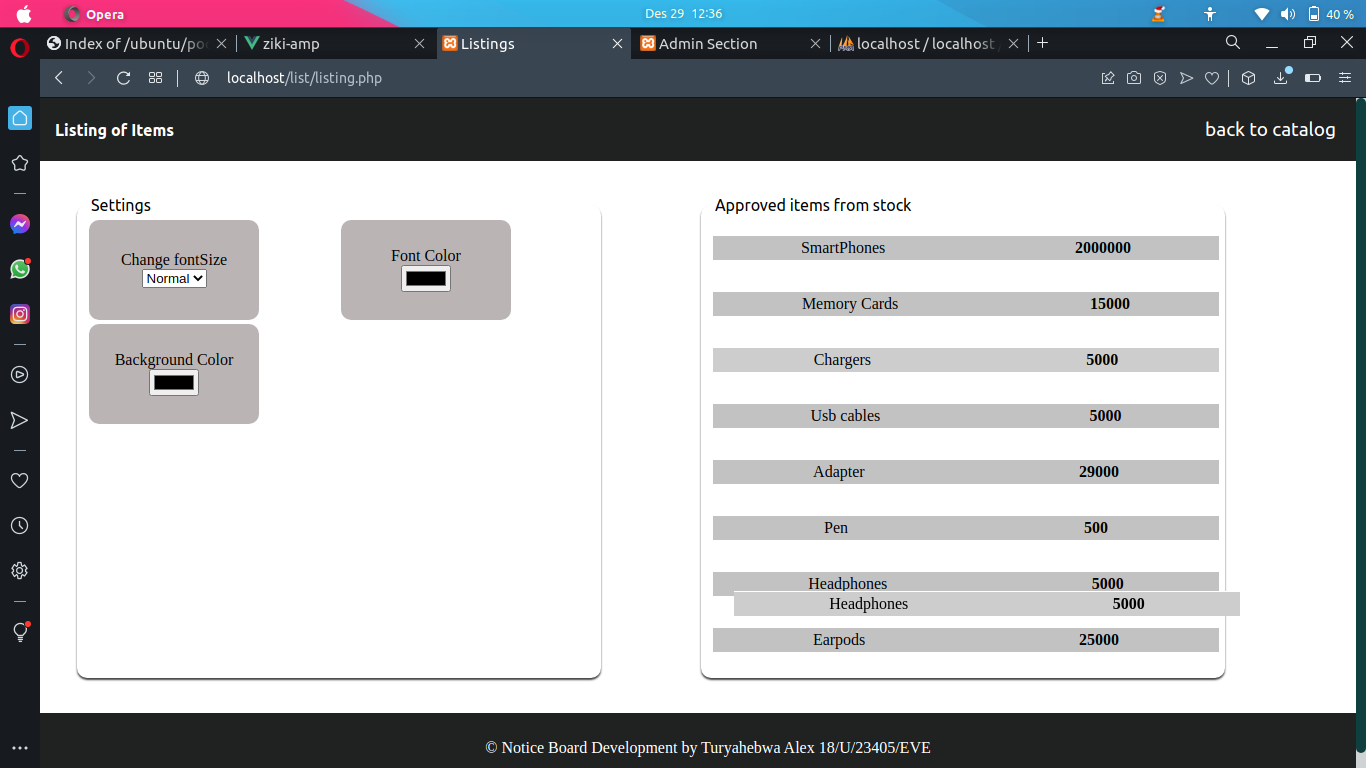 Opera
Des 29 12:36
40 %
Index of /ubuntu/po
ziki-amp
Listings
Admin Section
localhost / localhost
localhost/list/listing.php
Listing of Items
back to catalog
Settings
Change fontSize
Normal
Font Color
Background Color
Approved items from stock
SmartPhones 2000000
Memory Cards 15000
Chargers 5000
Usb cables 5000
Adapter 29000
Pen 500
Headphones 5000
Headphones 5000
Earpods 25000
© Notice Board Development by Turyahebwa Alex 18/U/23405/EVE